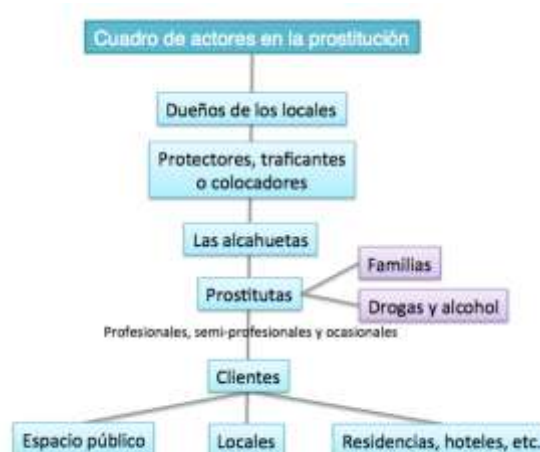 Cuadro de actores en la prostitución
Dueños de los locales
Protectores, traficantes
o colocadores
Las alcahuetas
Familias
Prostitutas
Drogas y alcohol
Profesionales, semi-profesionales y ocasionales
Clientes
Espacio público
Locales
Residencias, hoteles, etc.